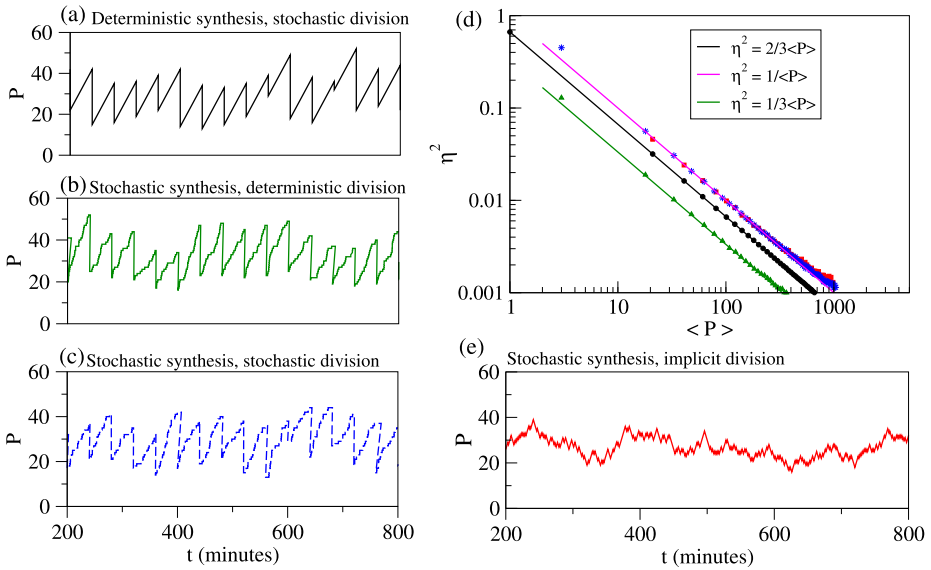 (a) Deterministic synthesis, stochastic division
60
40
20
0
P
(b) Stochastic synthesis, deterministic division
60
40
20
0
P
(c) Stochastic synthesis, stochastic division
60
40
20
0
P
200 400 600 800
t (minutes)
(d)
1
0.1
0.01
0.001
η²
η² = 2/3<P>
η² = 1/<P>
η² = 1/3<P>
1 10 100 1000
< P >
(e)
Stochastic synthesis, implicit division
60
40
20
0
P
200 400 600 800
t (minutes)